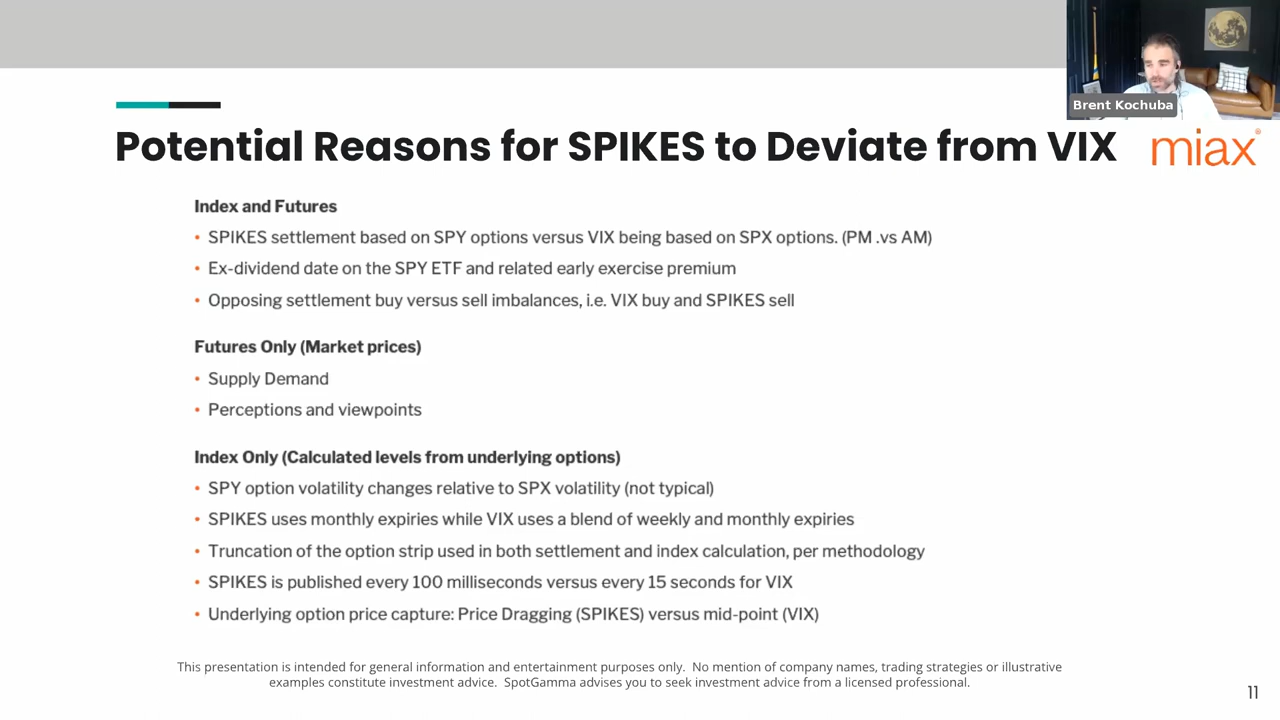 Brent Kochuba
Potential Reasons for SPIKES to Deviate from VIX
miax®
Index and Futures
• SPIKES settlement based on SPY options versus VIX being based on SPX options. (PM .vs AM)
• Ex-dividend date on the SPY ETF and related early exercise premium
• Opposing settlement buy versus sell imbalances, i.e. VIX buy and SPIKES sell
Futures Only (Market prices)
• Supply Demand
• Perceptions and viewpoints
Index Only (Calculated levels from underlying options)
• SPY option volatility changes relative to SPX volatility (not typical)
• SPIKES uses monthly expiries while VIX uses a blend of weekly and monthly expiries
• Truncation of the option strip used in both settlement and index calculation, per methodology
• SPIKES is published every 100 milliseconds versus every 15 seconds for VIX
• Underlying option price capture: Price Dragging (SPIKES) versus mid-point (VIX)
This presentation is intended for general information and entertainment purposes only. No mention of company names, trading strategies or illustrative
examples constitute investment advice. SpotGamma advises you to seek investment advice from a licensed professional.
11